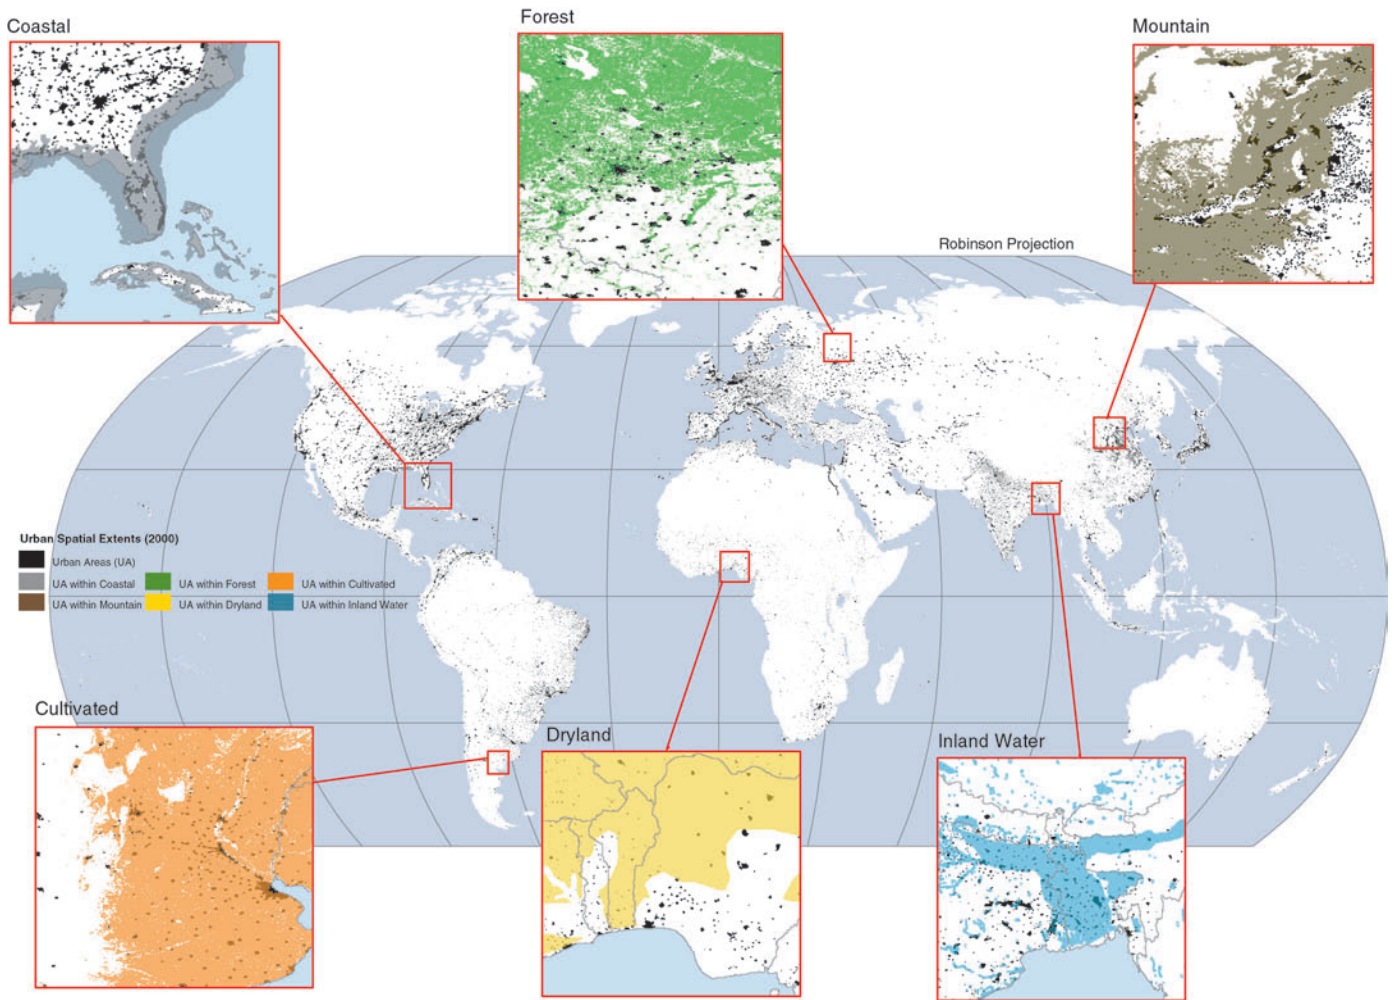 Coastal
Forest
Mountain
Robinson Projection
Urban Spatial Extents (2000)
Urban Areas (UA)
UA within Coastal
UA within Forest
UA within Cultivated
UA within Mountain
UA within Dryland
UA within Inland Water
Cultivated
Dryland
Inland Water